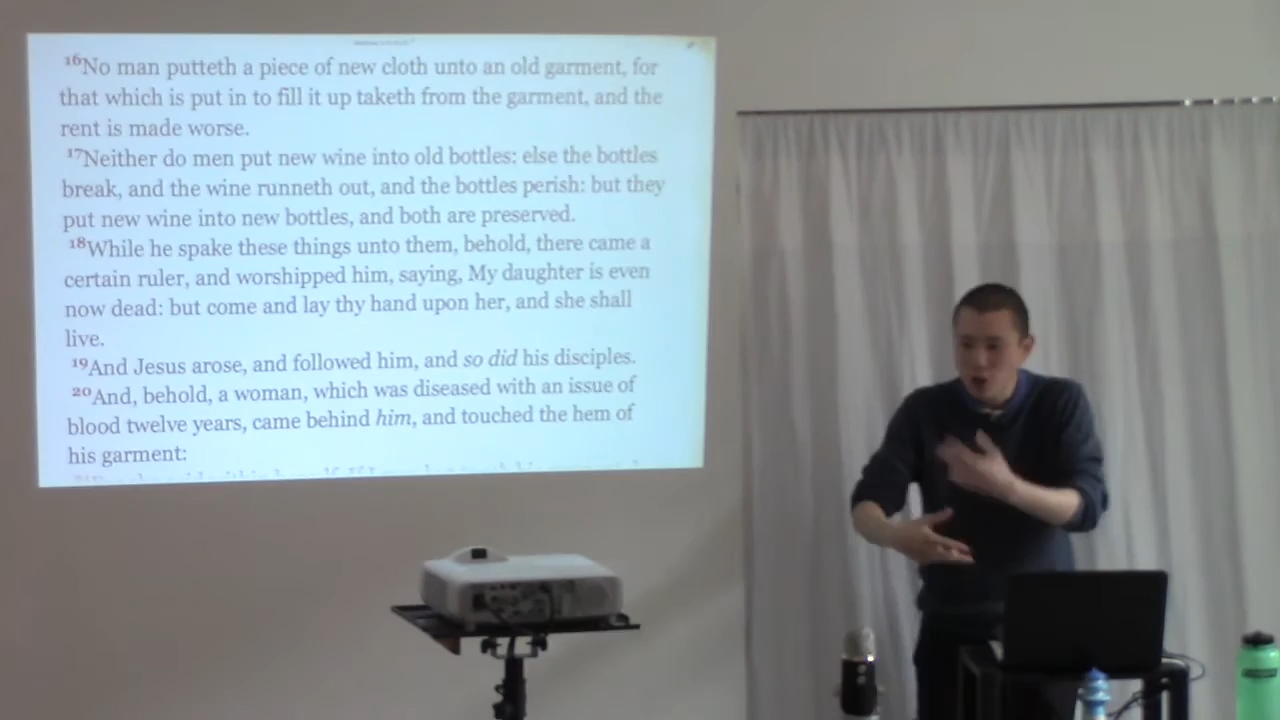 16No man putteth a piece of new cloth unto an old garment, for
that which is put in to fill it up taketh from the garment, and the
rent is made worse.
17Neither do men put new wine into old bottles: else the bottles
break, and the wine runneth out, and the bottles perish: but they
put new wine into new bottles, and both are preserved.
18While he spake these things unto them, behold, there came a
certain ruler, and worshipped him, saying, My daughter is even
now dead: but come and lay thy hand upon her, and she shall
live.
19And Jesus arose, and followed him, and so did his disciples.
20And, behold, a woman, which was diseased with an issue of
blood twelve years, came behind him, and touched the hem of
his garment: